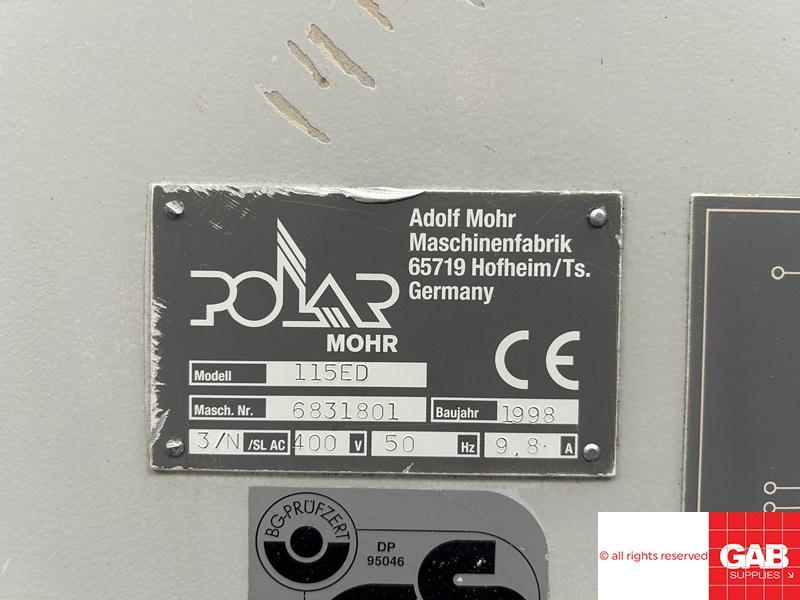 Adolf Mohr
Maschinenfabrik
65719 Hofheim/Ts.
Germany
POLAR
MOHR
CE
Modell 115ED
Masch. Nr. 6831801 Baujahr 1998
3/N /SL AC 400 V 50 Hz 9,8 A
BG-PRÜFZERT
DP
95046
© all rights reserved
GAB
SUPPLIES